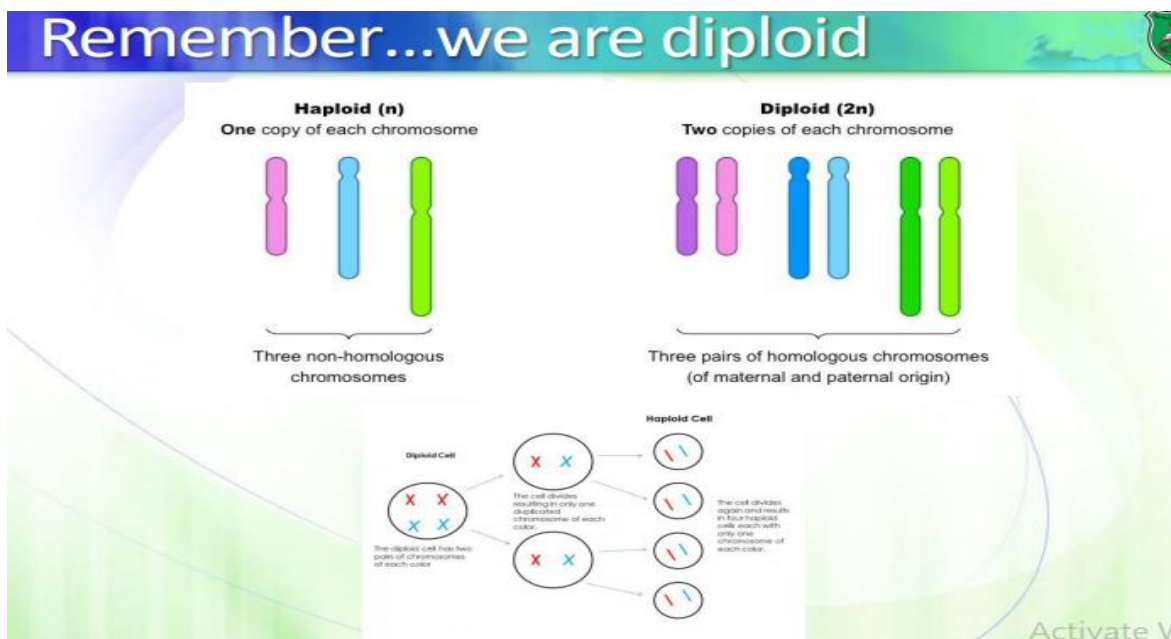 Remember...we are diploid
Haploid (n)
One copy of each chromosome
Three non-homologous
chromosomes
Diploid (2n)
Two copies of each chromosome
Three pairs of homologous chromosomes
(of maternal and paternal origin)
Diploid Cell
The diploid cell has two
pairs of chromosomes
of each color
The cell divides
resulting in only one
duplicated
chromosome of each
color.
Haploid Cell
The cell divides
again and results
in four haploid
cells each with
only one
chromosome of
each color.
Activate